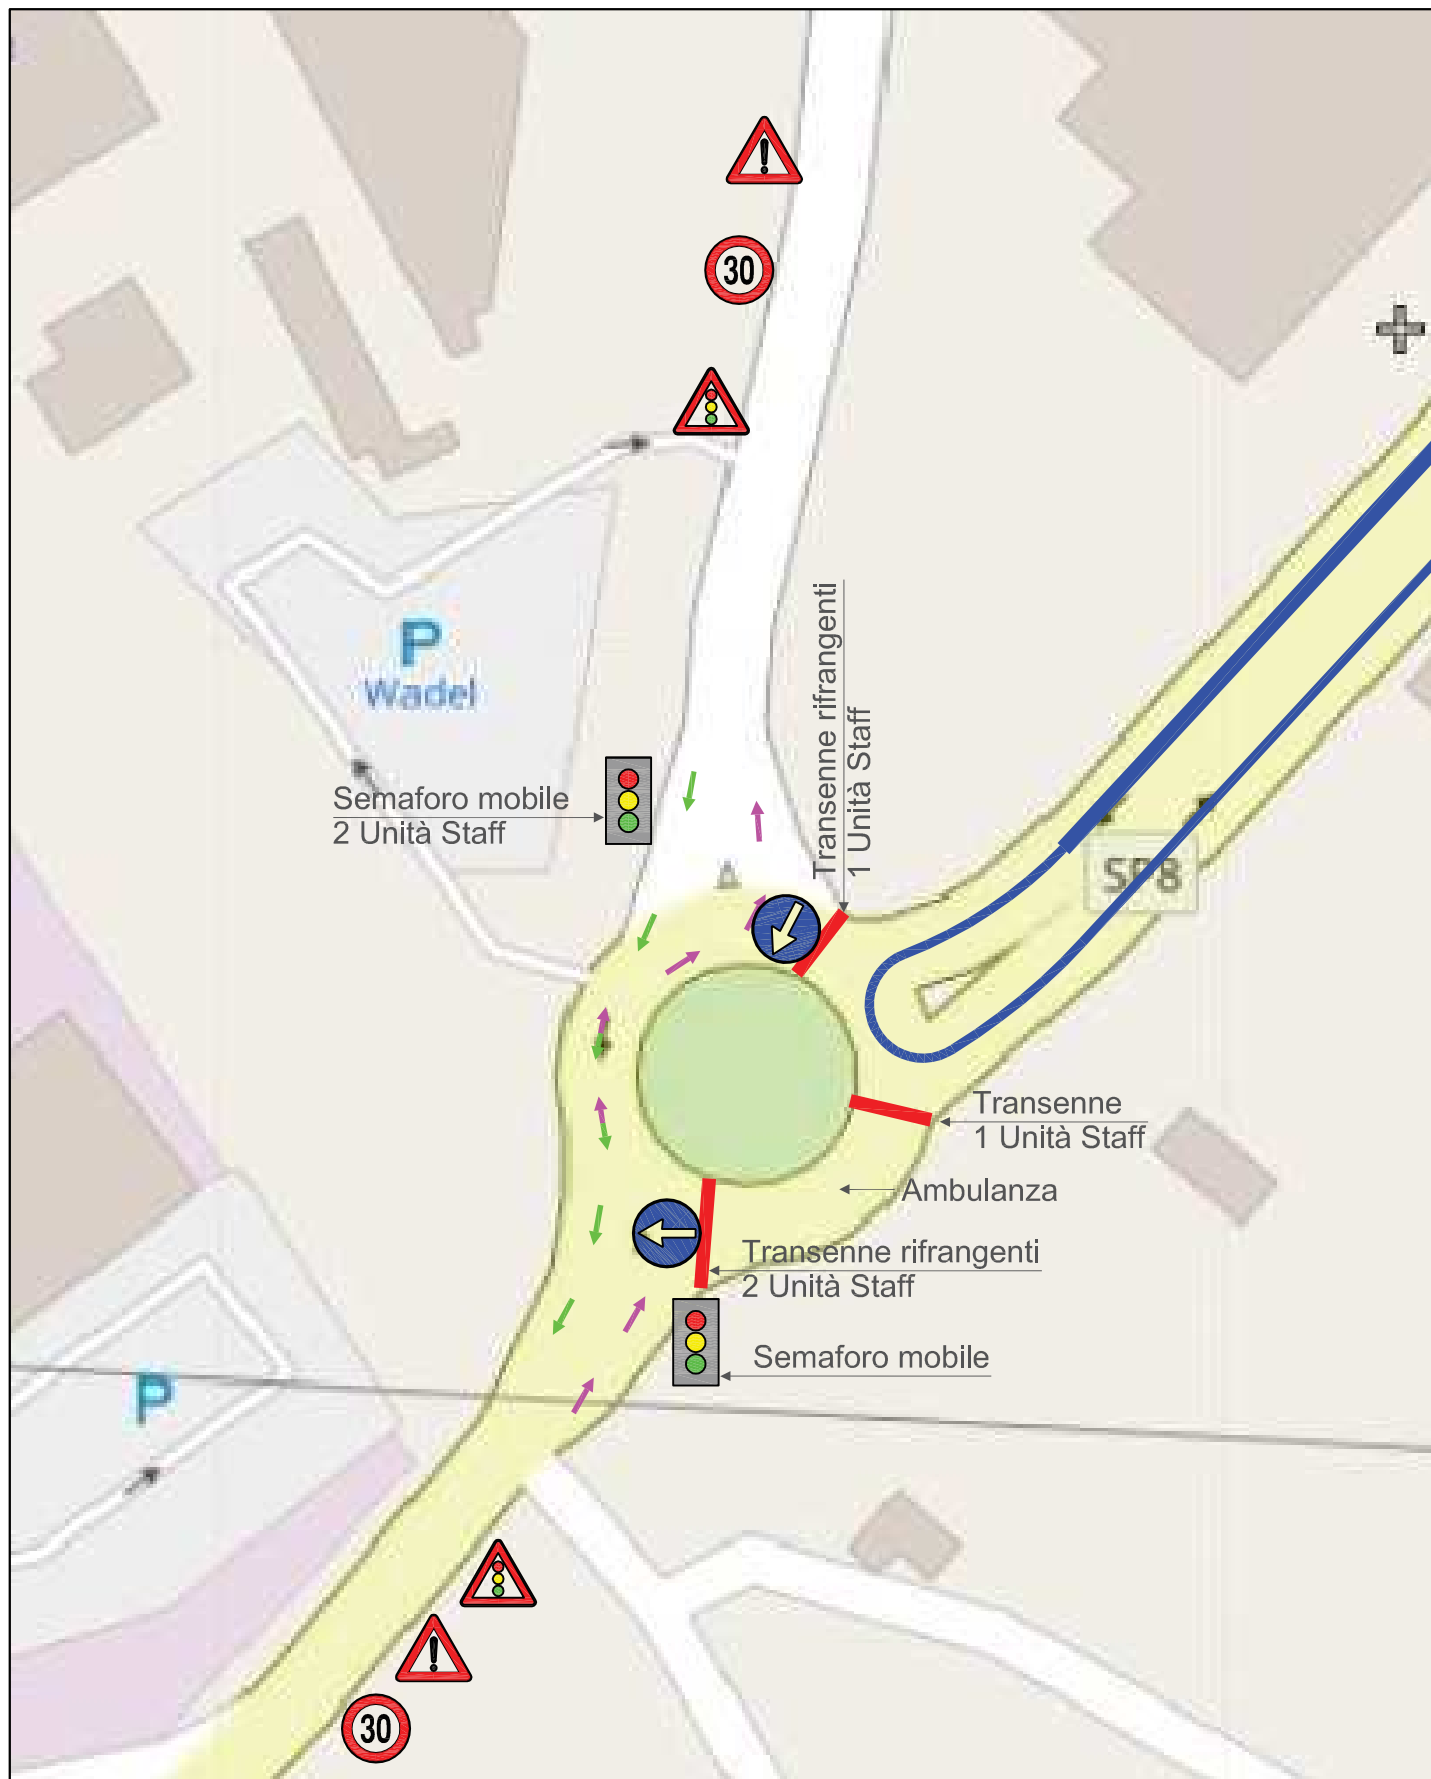 30
P
Wadel
Transenne rifrangenti
1 Unità Staff
Semaforo mobile
2 Unità Staff
SP8
Transenne
1 Unità Staff
Ambulanza
Transenne rifrangenti
2 Unità Staff
Semaforo mobile
P
30